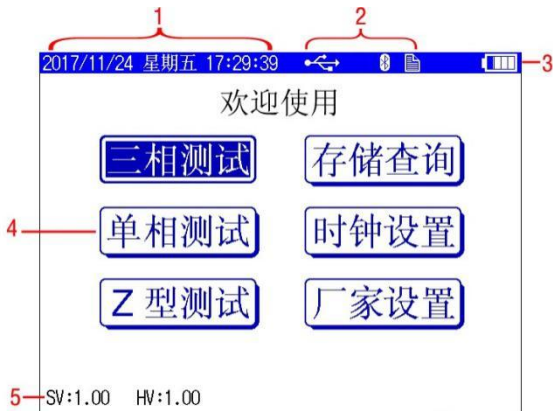 1 2
2017/11/24 星期五 17:29:39
3
欢迎使用
三相测试 存储查询
4 单相测试 时钟设置
Z 型测试 厂家设置
5 SV:1.00 HV:1.00